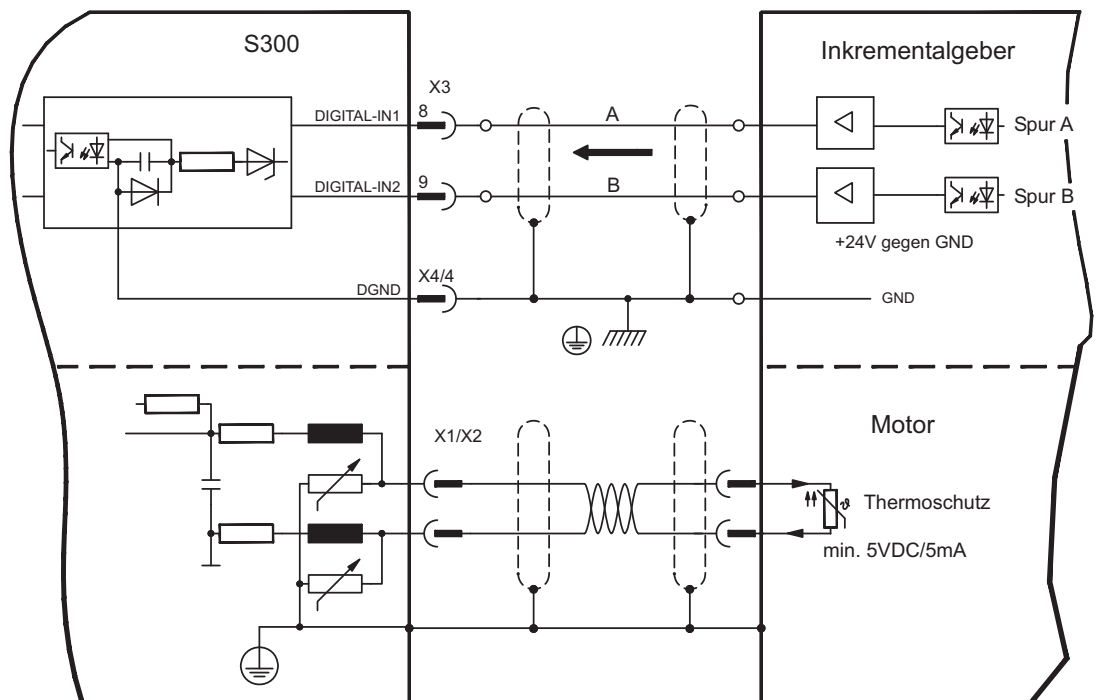 S300
Inkrementalgeber
X3
DIGITAL-IN1
8
A
Spur A
DIGITAL-IN2
9
B
Spur B
+24V gegen GND
X4/4
DGND
GND
Motor
X1/X2
ϑ
Thermoschutz
min. 5VDC/5mA